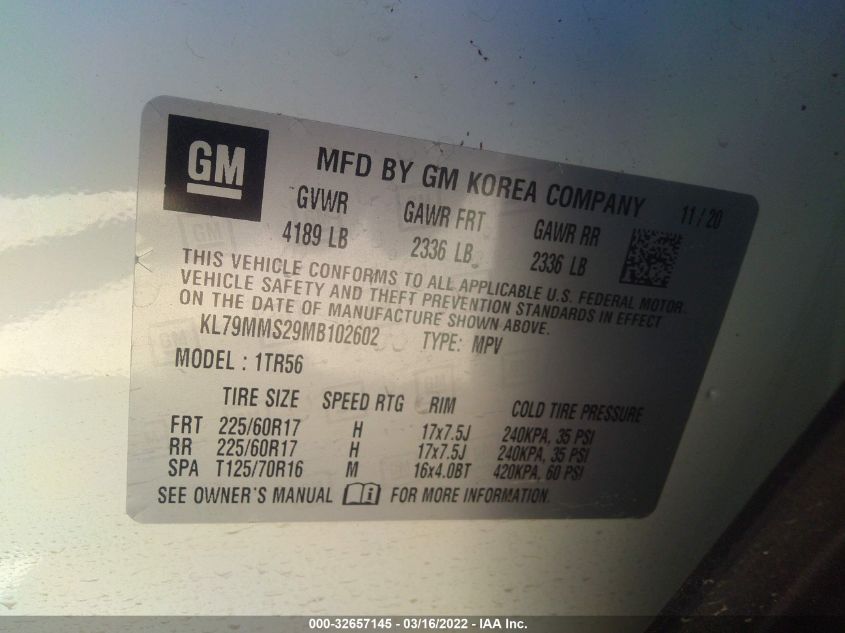 GM
MFD BY GM KOREA COMPANY 11/20
GVWR GAWR FRT GAWR RR
4189 LB 2336 LB 2336 LB
THIS VEHICLE CONFORMS TO ALL APPLICABLE U.S. FEDERAL MOTOR
VEHICLE SAFETY AND THEFT PREVENTION STANDARDS IN EFFECT
ON THE DATE OF MANUFACTURE SHOWN ABOVE.
KL79MMS29MB102602 TYPE: MPV
MODEL : 1TR56
TIRE SIZE SPEED RTG RIM COLD TIRE PRESSURE
FRT 225/60R17 H 17x7.5J 240KPA, 35 PSI
RR 225/60R17 H 17x7.5J 240KPA, 35 PSI
SPA T125/70R16 M 16x4.0BT 420KPA, 60 PSI
SEE OWNER'S MANUAL FOR MORE INFORMATION.
000-32657145 - 03/16/2022 - IAA Inc.